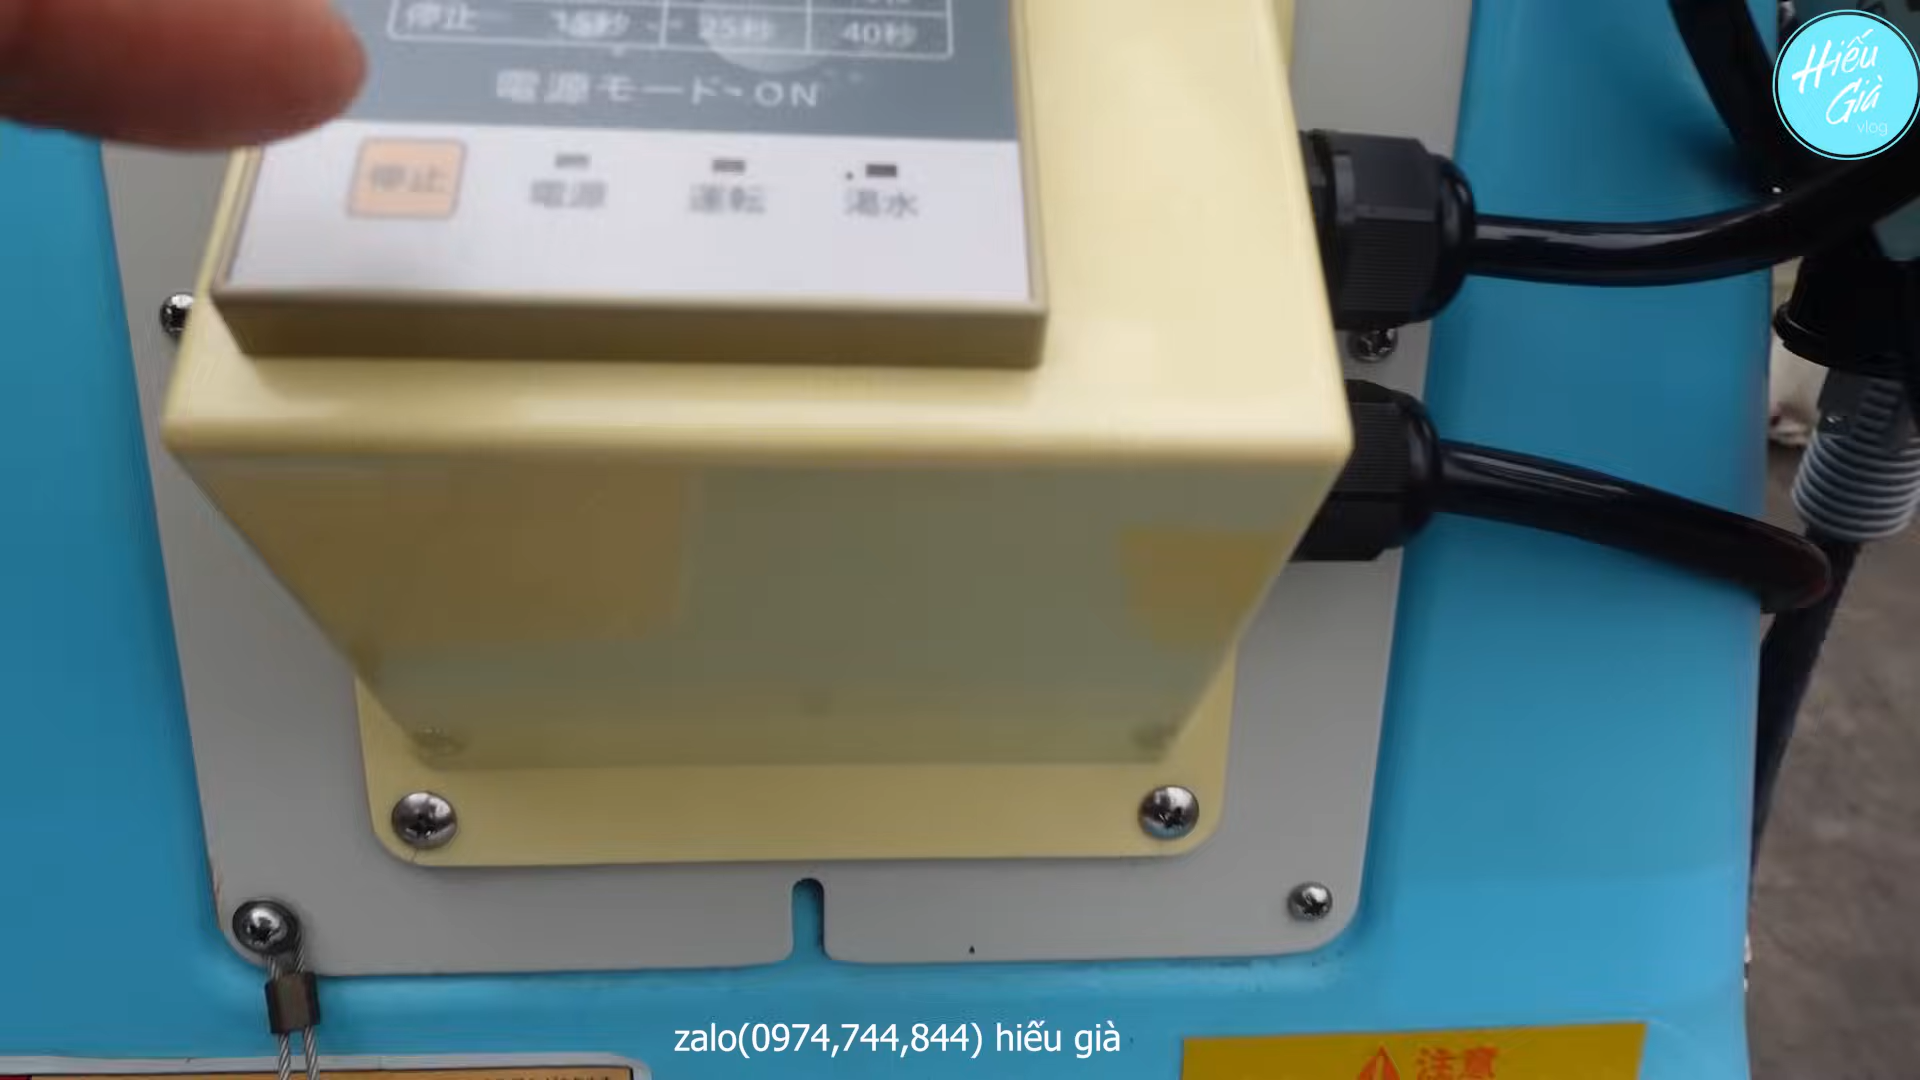 Hiếu
Già
vlog
停止 15秒 25秒 40秒
電源モード-ON
停止 電源 運転 渇水
zalo(0974,744,844) hiếu già
注意